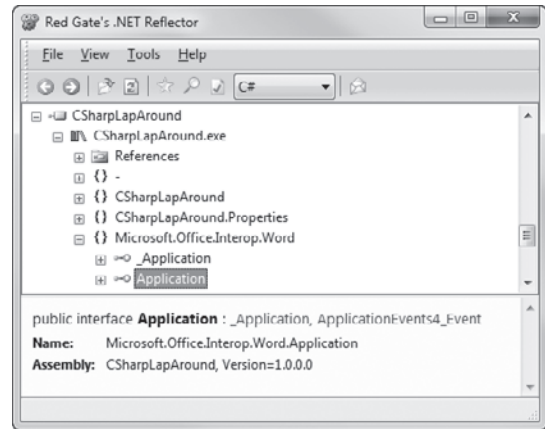 Red Gate's .NET Reflector
File View Tools Help
C#
CSharpLapAround
CSharpLapAround.exe
References
{} -
{} CSharpLapAround
{} CSharpLapAround.Properties
{} Microsoft.Office.Interop.Word
_Application
Application
public interface Application : _Application, ApplicationEvents4_Event
Name: Microsoft.Office.Interop.Word.Application
Assembly: CSharpLapAround, Version=1.0.0.0